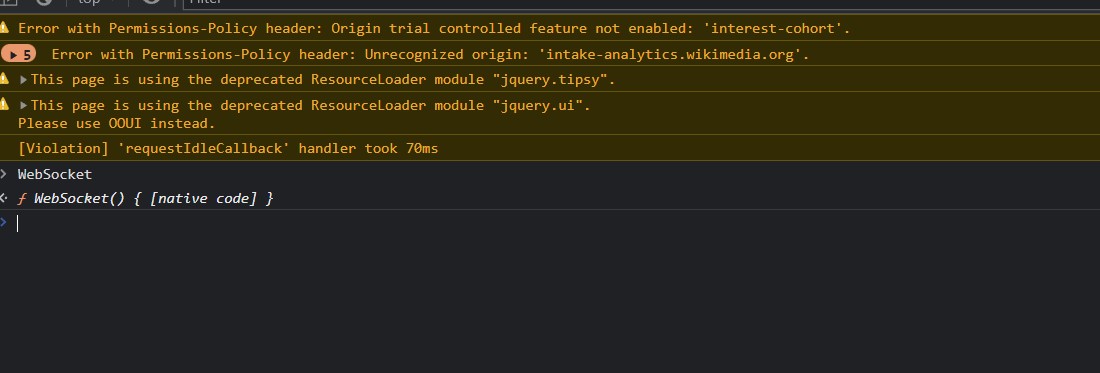 top
Filter
Error with Permissions-Policy header: Origin trial controlled feature not enabled: 'interest-cohort'.
5 Error with Permissions-Policy header: Unrecognized origin: 'intake-analytics.wikimedia.org'.
This page is using the deprecated ResourceLoader module "jquery.tipsy".
This page is using the deprecated ResourceLoader module "jquery.ui".
Please use OOUI instead.
[Violation] 'requestIdleCallback' handler took 70ms
WebSocket
ƒ WebSocket() { [native code] }